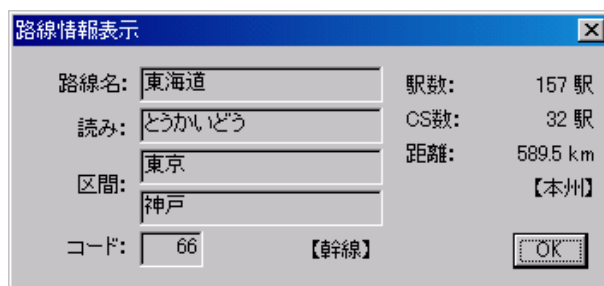 路線情報表示
路線名: 東海道
読み: とうかいどう
区間: 東京
神戸
コード: 66 【幹線】
駅数: 157 駅
CS数: 32 駅
距離: 589.5 km
【本州】
OK